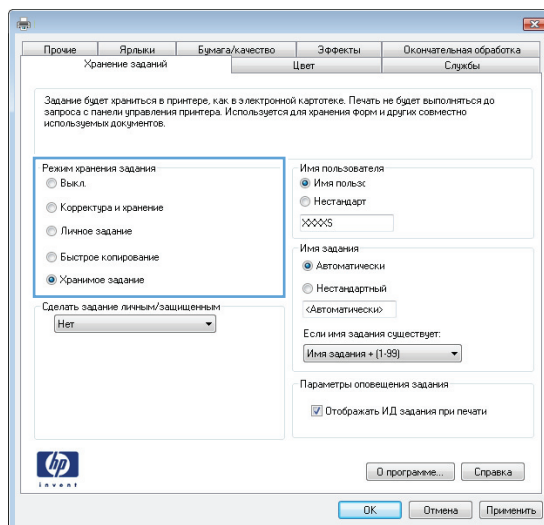 Прочие
Ярлыки
Бумага/качество
Эффекты
Окончательная обработка
Хранение заданий
Цвет
Службы
Задание будет храниться в принтере, как в электронной картотеке. Печать не будет выполняться до
запроса с панели управления принтера. Используется для хранения форм и других совместно
используемых документов.
Режим хранения задания
Выкл.
Корректура и хранение
Личное задание
Быстрое копирование
Хранимое задание
Сделать задание личным/защищенным
Нет
Имя пользователя
Имя пользс
Нестандарт
XXXXS
Имя задания
Автоматически
Нестандартный
<Автоматически>
Если имя задания существует:
Имя задания + (1-99)
Параметры оповещения задания
Отображать ИД задания при печати
hp
invent
О программе...
Справка
OK
Отмена
Применить